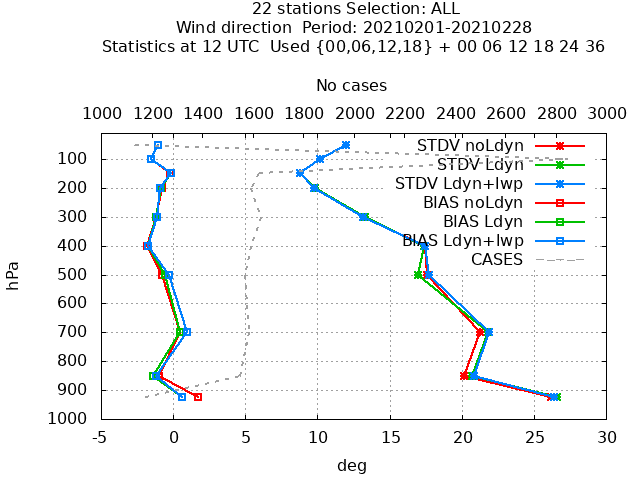 22 stations Selection: ALL
Wind direction  Period: 20210201-20210228
Statistics at 12 UTC  Used {00,06,12,18} + 00 06 12 18 24 36
No cases
1000 1200 1400 1600 1800 2000 2200 2400 2600 2800 3000
STDV noLdyn
STDV Ldyn
STDV Ldyn+lwp
BIAS noLdyn
BIAS Ldyn
BIAS Ldyn+lwp
CASES
100
200
300
400
500
600
700
800
900
1000
hPa
-5 0 5 10 15 20 25 30
deg